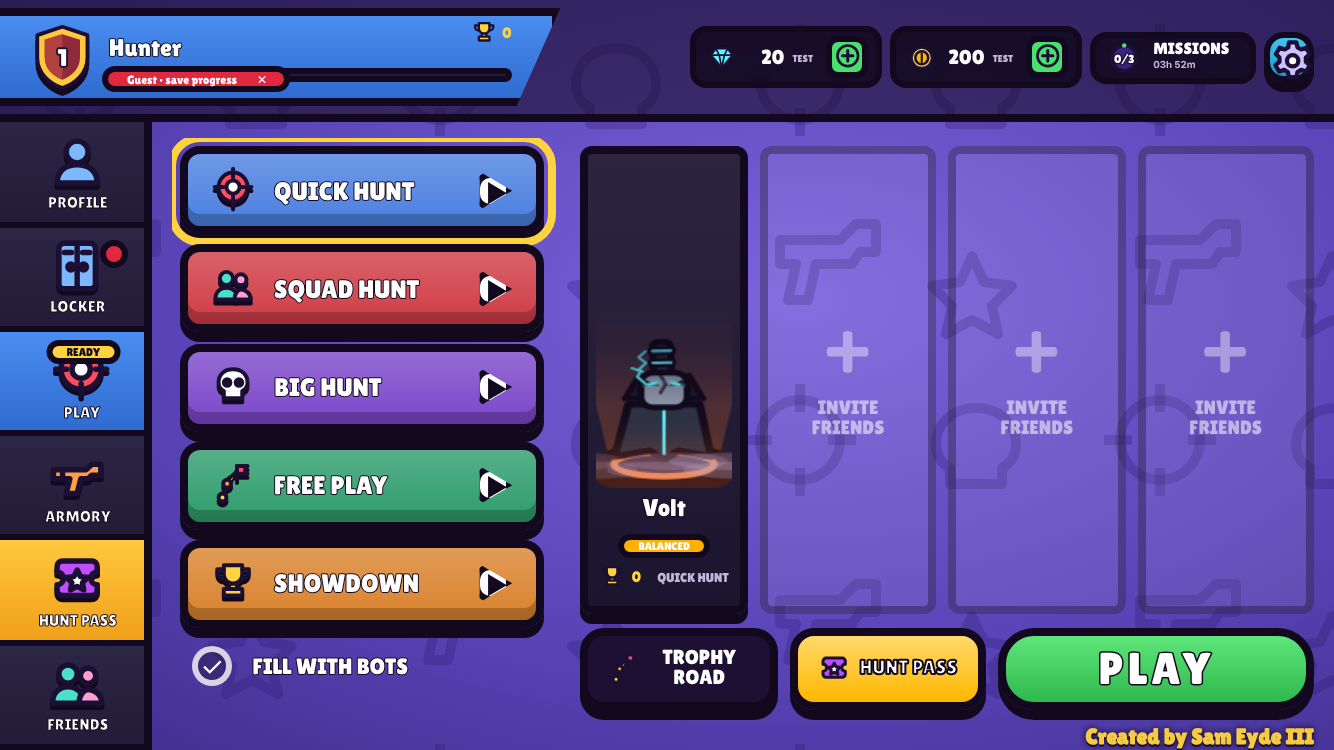 1
Hunter
0
Guest · save progress ×
20 TEST
200 TEST
0/3
MISSIONS
03h 52m
PROFILE
LOCKER
READY
PLAY
ARMORY
HUNT PASS
FRIENDS
QUICK HUNT
SQUAD HUNT
BIG HUNT
FREE PLAY
SHOWDOWN
FILL WITH BOTS
Volt
BALANCED
0 QUICK HUNT
INVITE
FRIENDS
INVITE
FRIENDS
INVITE
FRIENDS
TROPHY
ROAD
HUNT PASS
PLAY
Created by Sam Eyde III